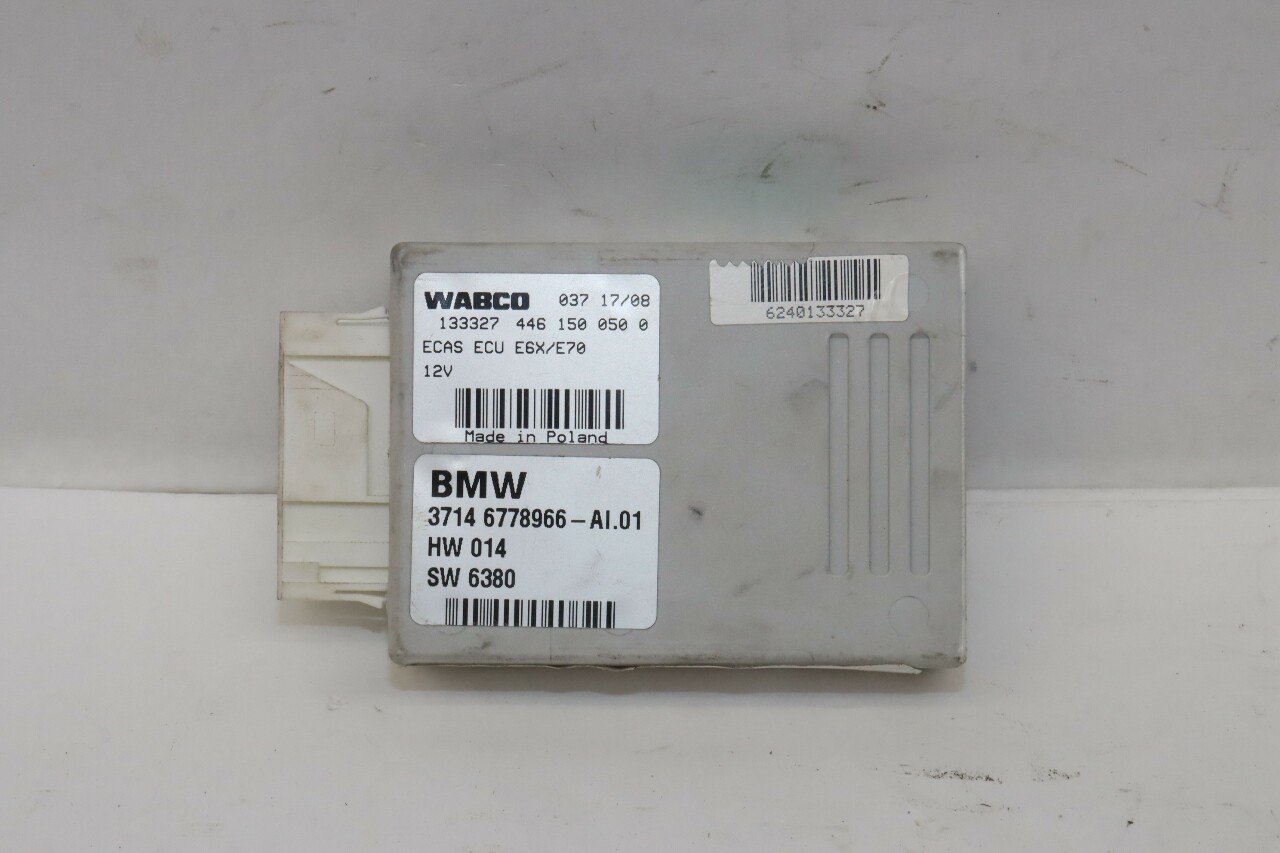 WABCO 037 17/08
133327 446 150 050 0
ECAS ECU E6X/E70
12V
Made in Poland
6240133327
BMW
3714 6778966-AI.01
HW 014
SW 6380